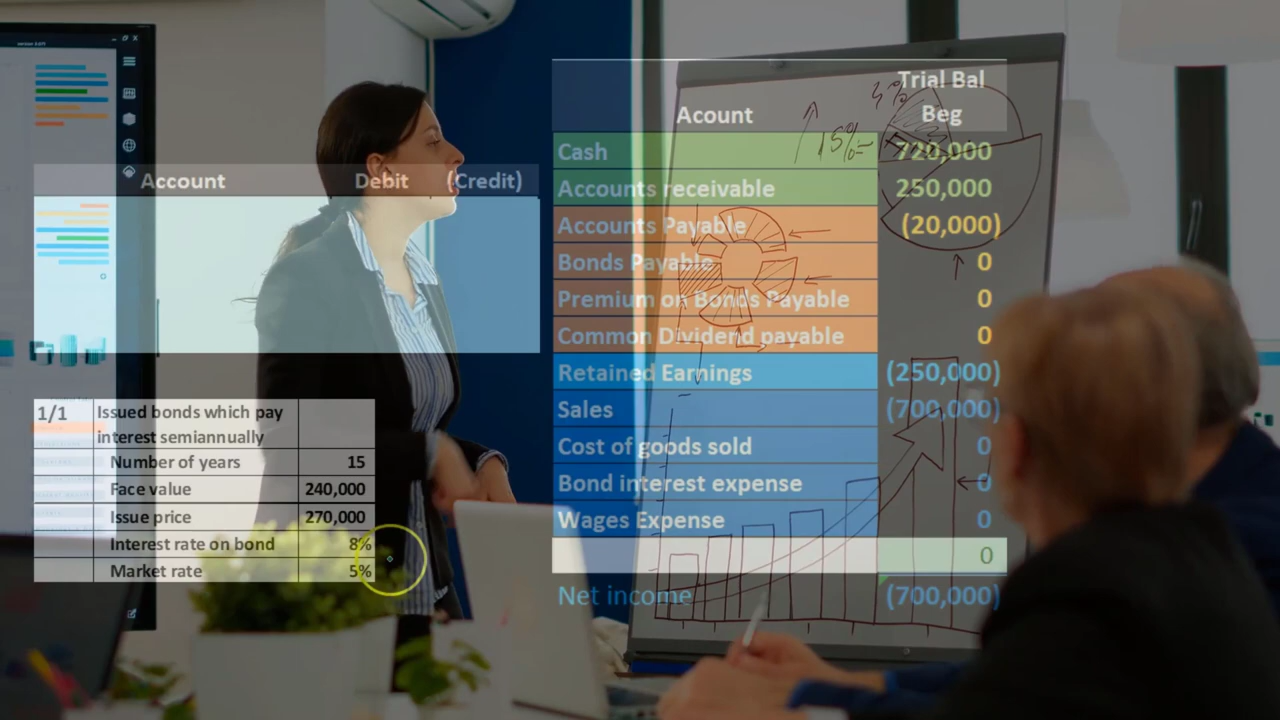 Account Debit (Credit)
1/1 Issued bonds which pay
interest semiannually
Number of years 15
Face value 240,000
Issue price 270,000
Interest rate on bond 8%
Market rate 5%
Trial Bal
Acount Beg
Cash 720,000
Accounts receivable 250,000
Accounts Payable (20,000)
Bonds Payable 0
Premium on Bonds Payable 0
Common Dividend payable 0
Retained Earnings (250,000)
Sales (700,000)
Cost of goods sold 0
Bond interest expense 0
Wages Expense 0
0
Net income (700,000)
15%